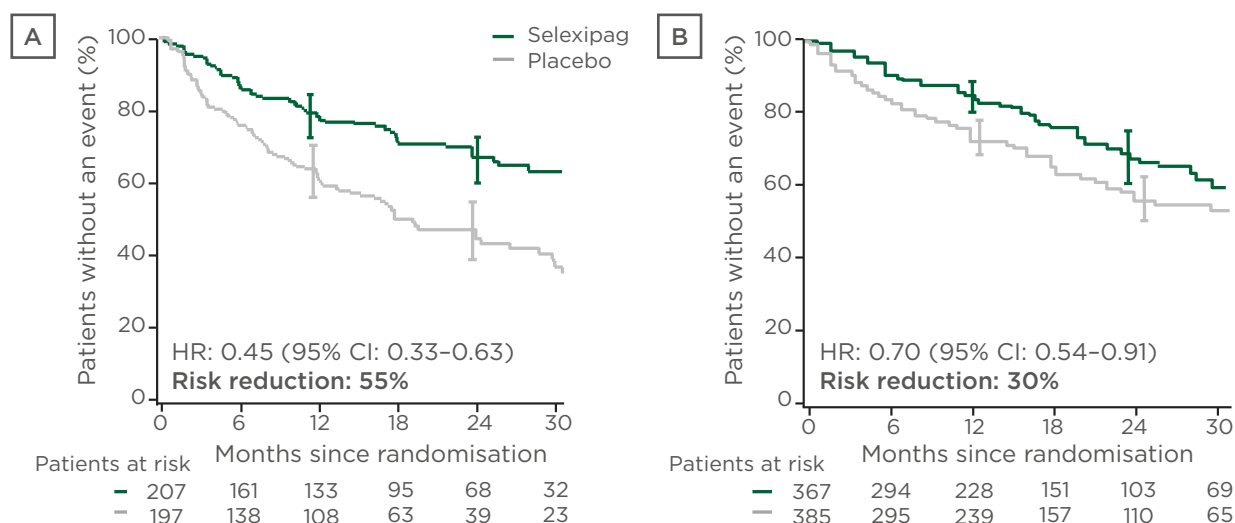 A
Patients without an event (%)
100
80
60
40
20
0
Selexipag
Placebo
HR: 0.45 (95% CI: 0.33–0.63)
Risk reduction: 55%
0 6 12 18 24 30
Months since randomisation
Patients at risk
207 161 133 95 68 32
197 138 108 63 39 23
B
Patients without an event (%)
100
80
60
40
20
0
HR: 0.70 (95% CI: 0.54–0.91)
Risk reduction: 30%
0 6 12 18 24 30
Months since randomisation
Patients at risk
367 294 228 151 103 69
385 295 239 157 110 65